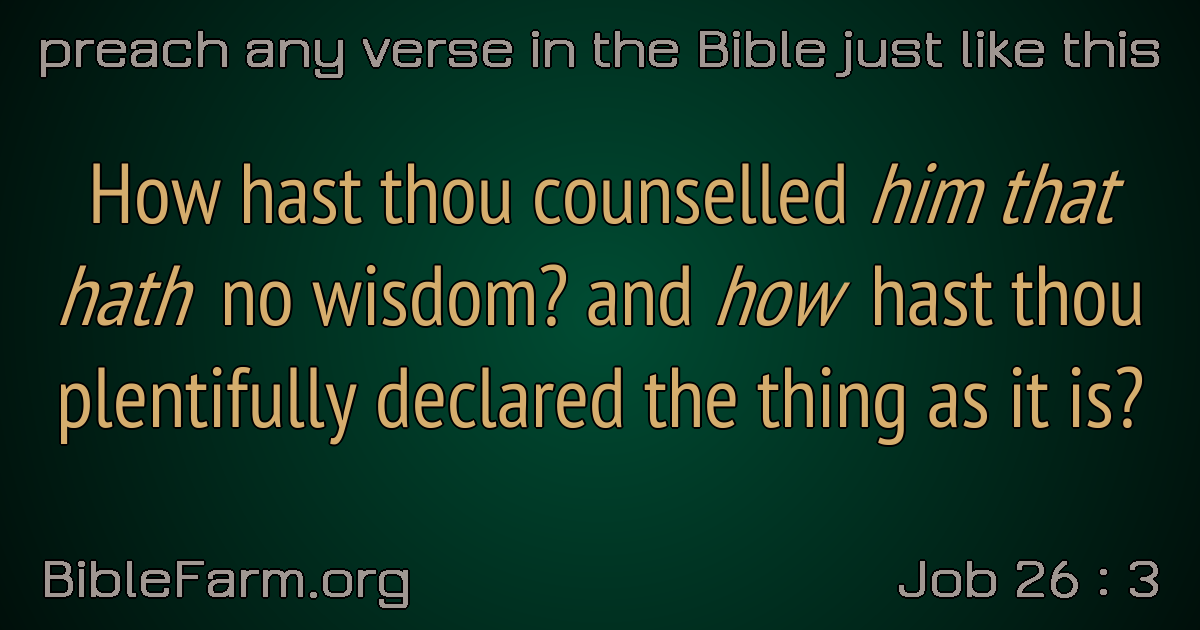 preach any verse in the Bible just like this
How hast thou counselled him that
hath no wisdom? and how hast thou
plentifully declared the thing as it is?
BibleFarm.org
Job 26 : 3